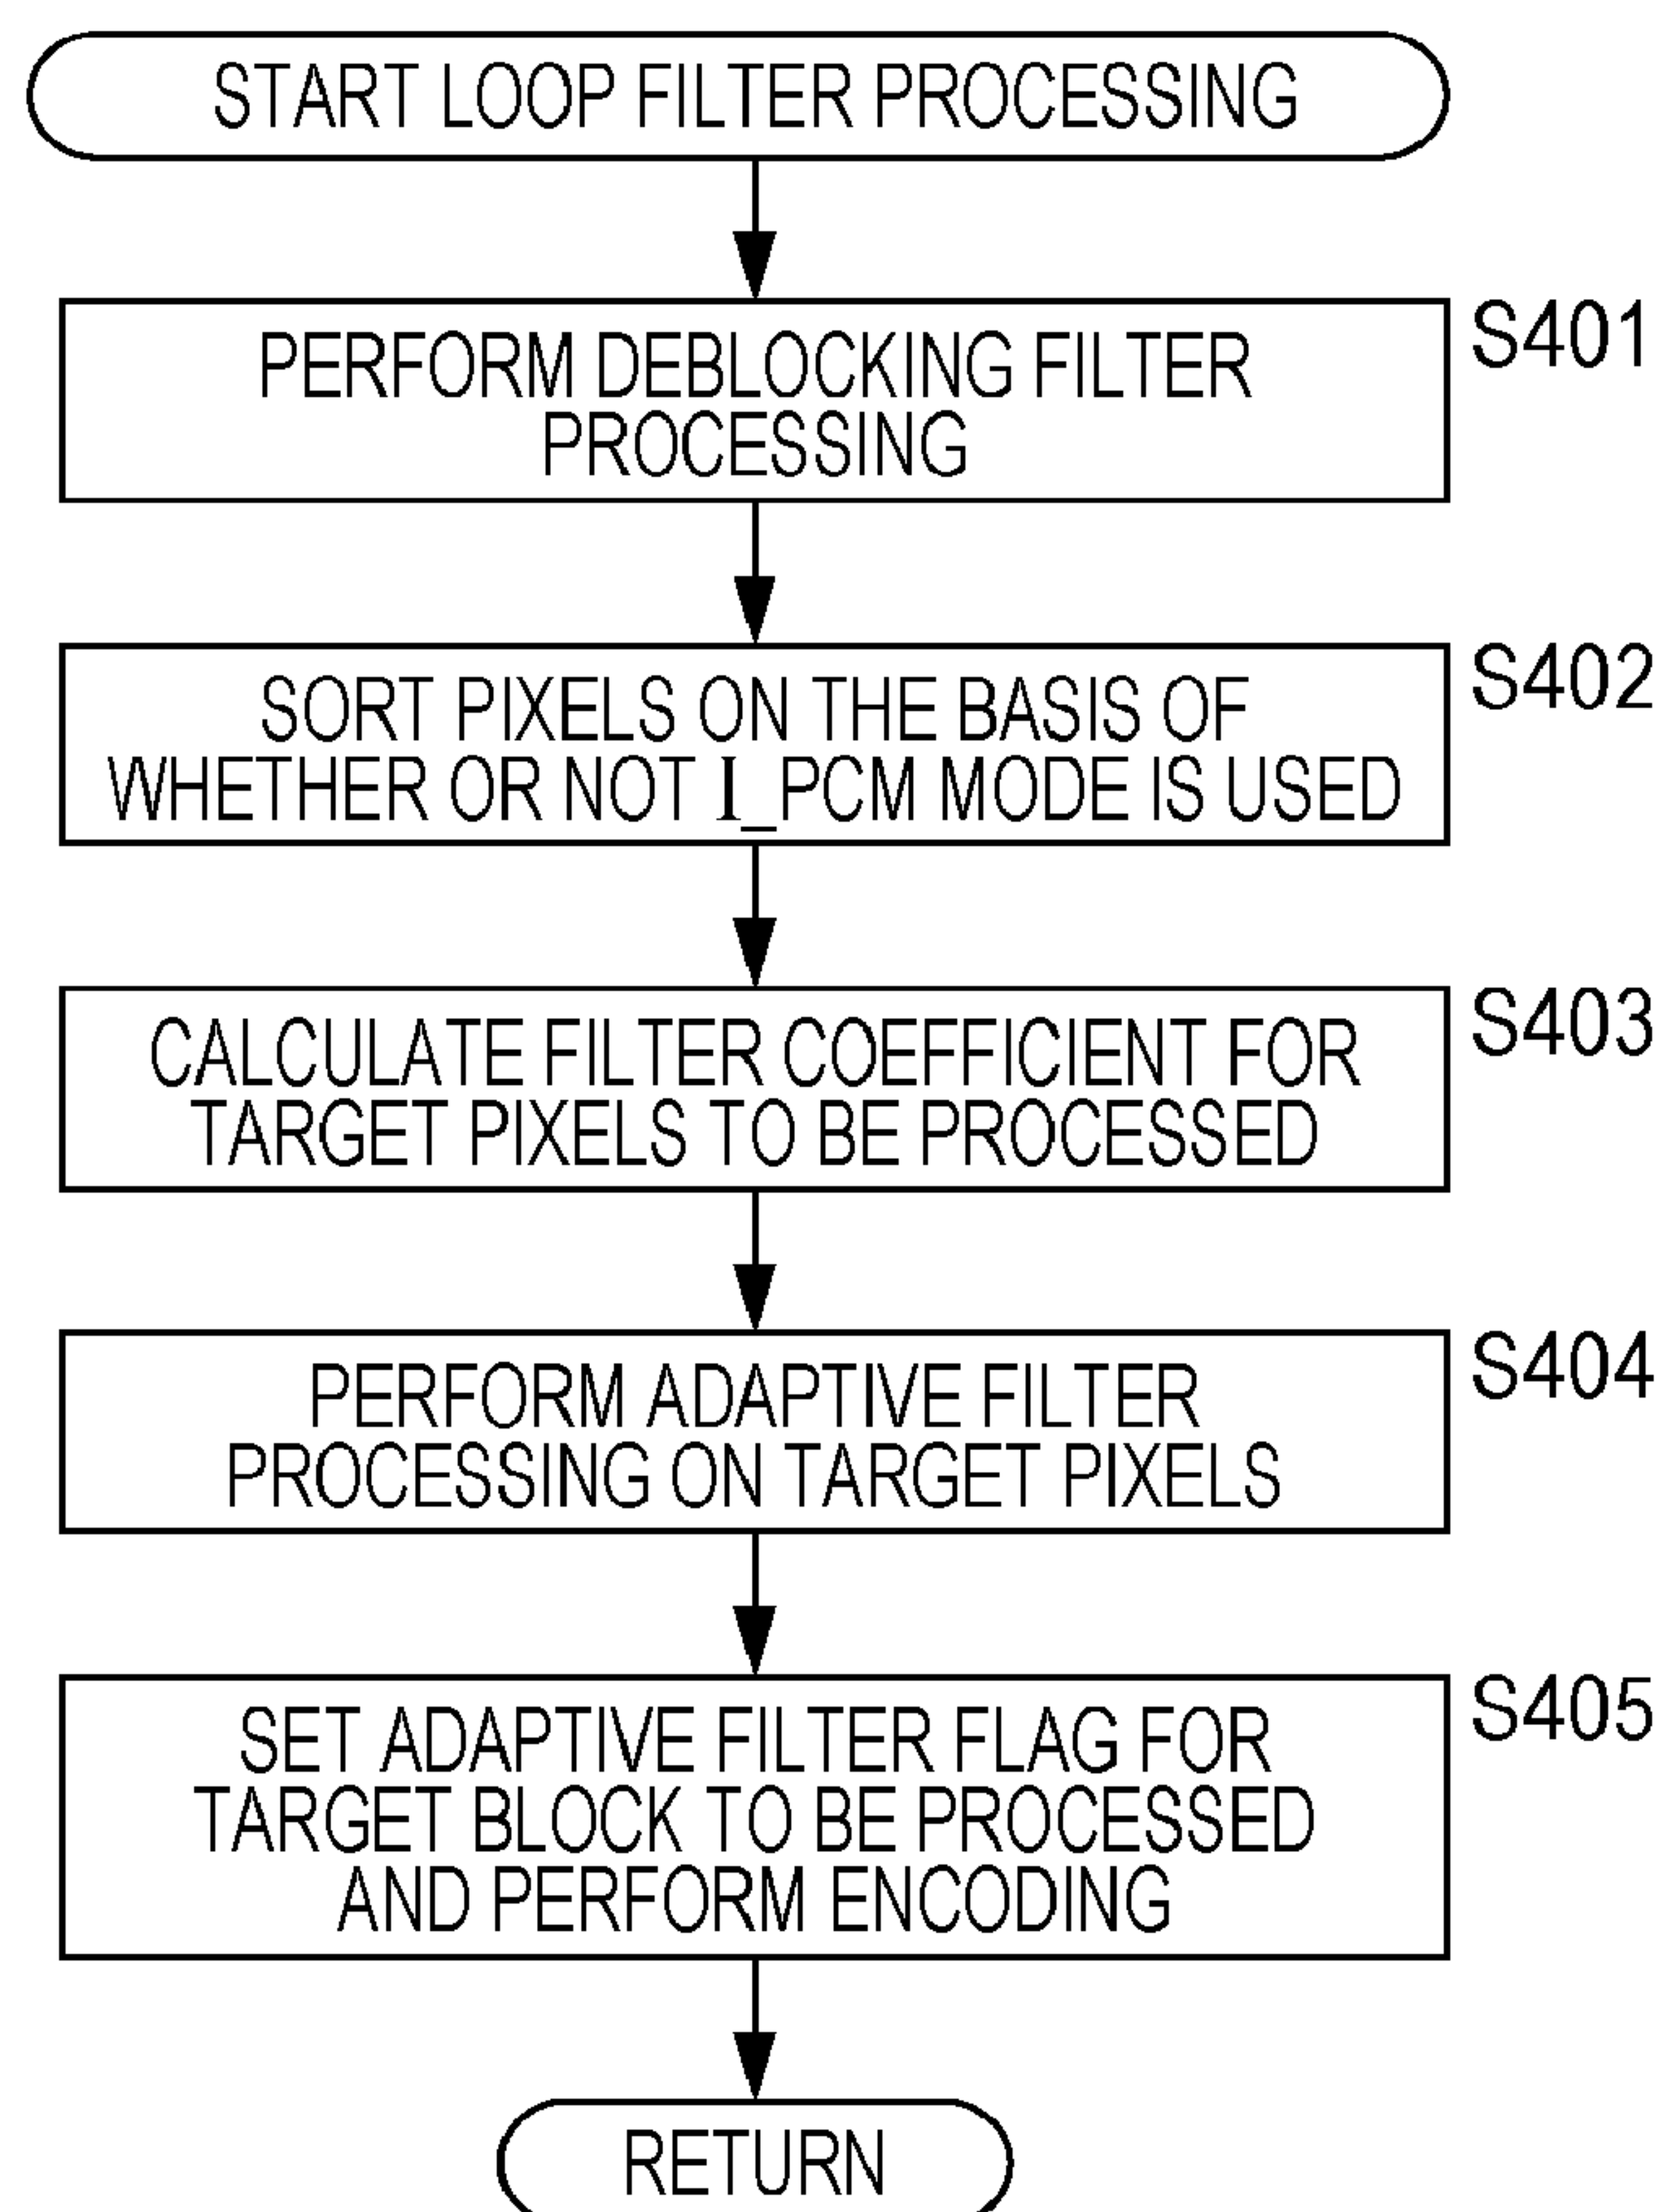 START LOOP FILTER PROCESSING
PERFORM DEBLOCKING FILTER
PROCESSING
S401
SORT PIXELS ON THE BASIS OF
WHETHER OR NOT I_PCM MODE IS USED
S402
CALCULATE FILTER COEFFICIENT FOR
TARGET PIXELS TO BE PROCESSED
S403
PERFORM ADAPTIVE FILTER
PROCESSING ON TARGET PIXELS
S404
SET ADAPTIVE FILTER FLAG FOR
TARGET BLOCK TO BE PROCESSED
AND PERFORM ENCODING
S405
RETURN